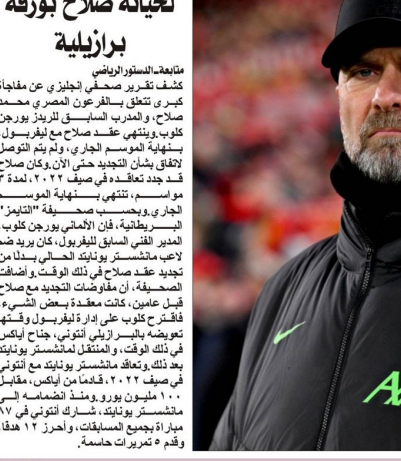 لخيانة صلاح بورقة
برازيلية
متابعة-الدستور الرياضي
كشف تقرير صحفي إنجليزي عن مفاجأة
كبرى تتعلق بالفرعون المصري محمد
صلاح، والمدرب السابق للريدز يورجن
كلوب.وينتهي عقد صلاح مع ليفربول
بنهاية الموسم الجاري، ولم يتم التوصل
لاتفاق بشأن التجديد حتى الآن.وكان صلاح
قد جدد تعاقده في صيف ٢٠٢٢، لمدة ٣
مواسم، تنتهي بنهاية الموسم
الجاري.وبحسب صحيفة "التايمز"
البريطانية، فإن الألماني يورجن كلوب
المدير الفني السابق لليفربول، كان يريد ضم
لاعب مانشستر يونايتد الحالي بدلًا من
تجديد عقد صلاح في ذلك الوقت.وأضافت
الصحيفة، أن مفاوضات التجديد مع صلاح
قبل عامين، كانت معقدة بعض الشيء،
فاقترح كلوب على إدارة ليفربول وقتها
تعويضه بالبرازيلي أنتوني، جناح أياكس
في ذلك الوقت، والمنتقل لمانشستر يونايتد
بعد ذلك.وتعاقد مانشستر يونايتد مع أنتوني
في صيف ٢٠٢٢، قادمًا من أياكس، مقابل
١٠٠ مليون يورو.ومنذ انضمامه إلى
مانشستر يونايتد، شارك أنتوني في ٨٧
مباراة بجميع المسابقات، وأحرز ١٢ هدفا،
وقدم ٥ تمريرات حاسمة.